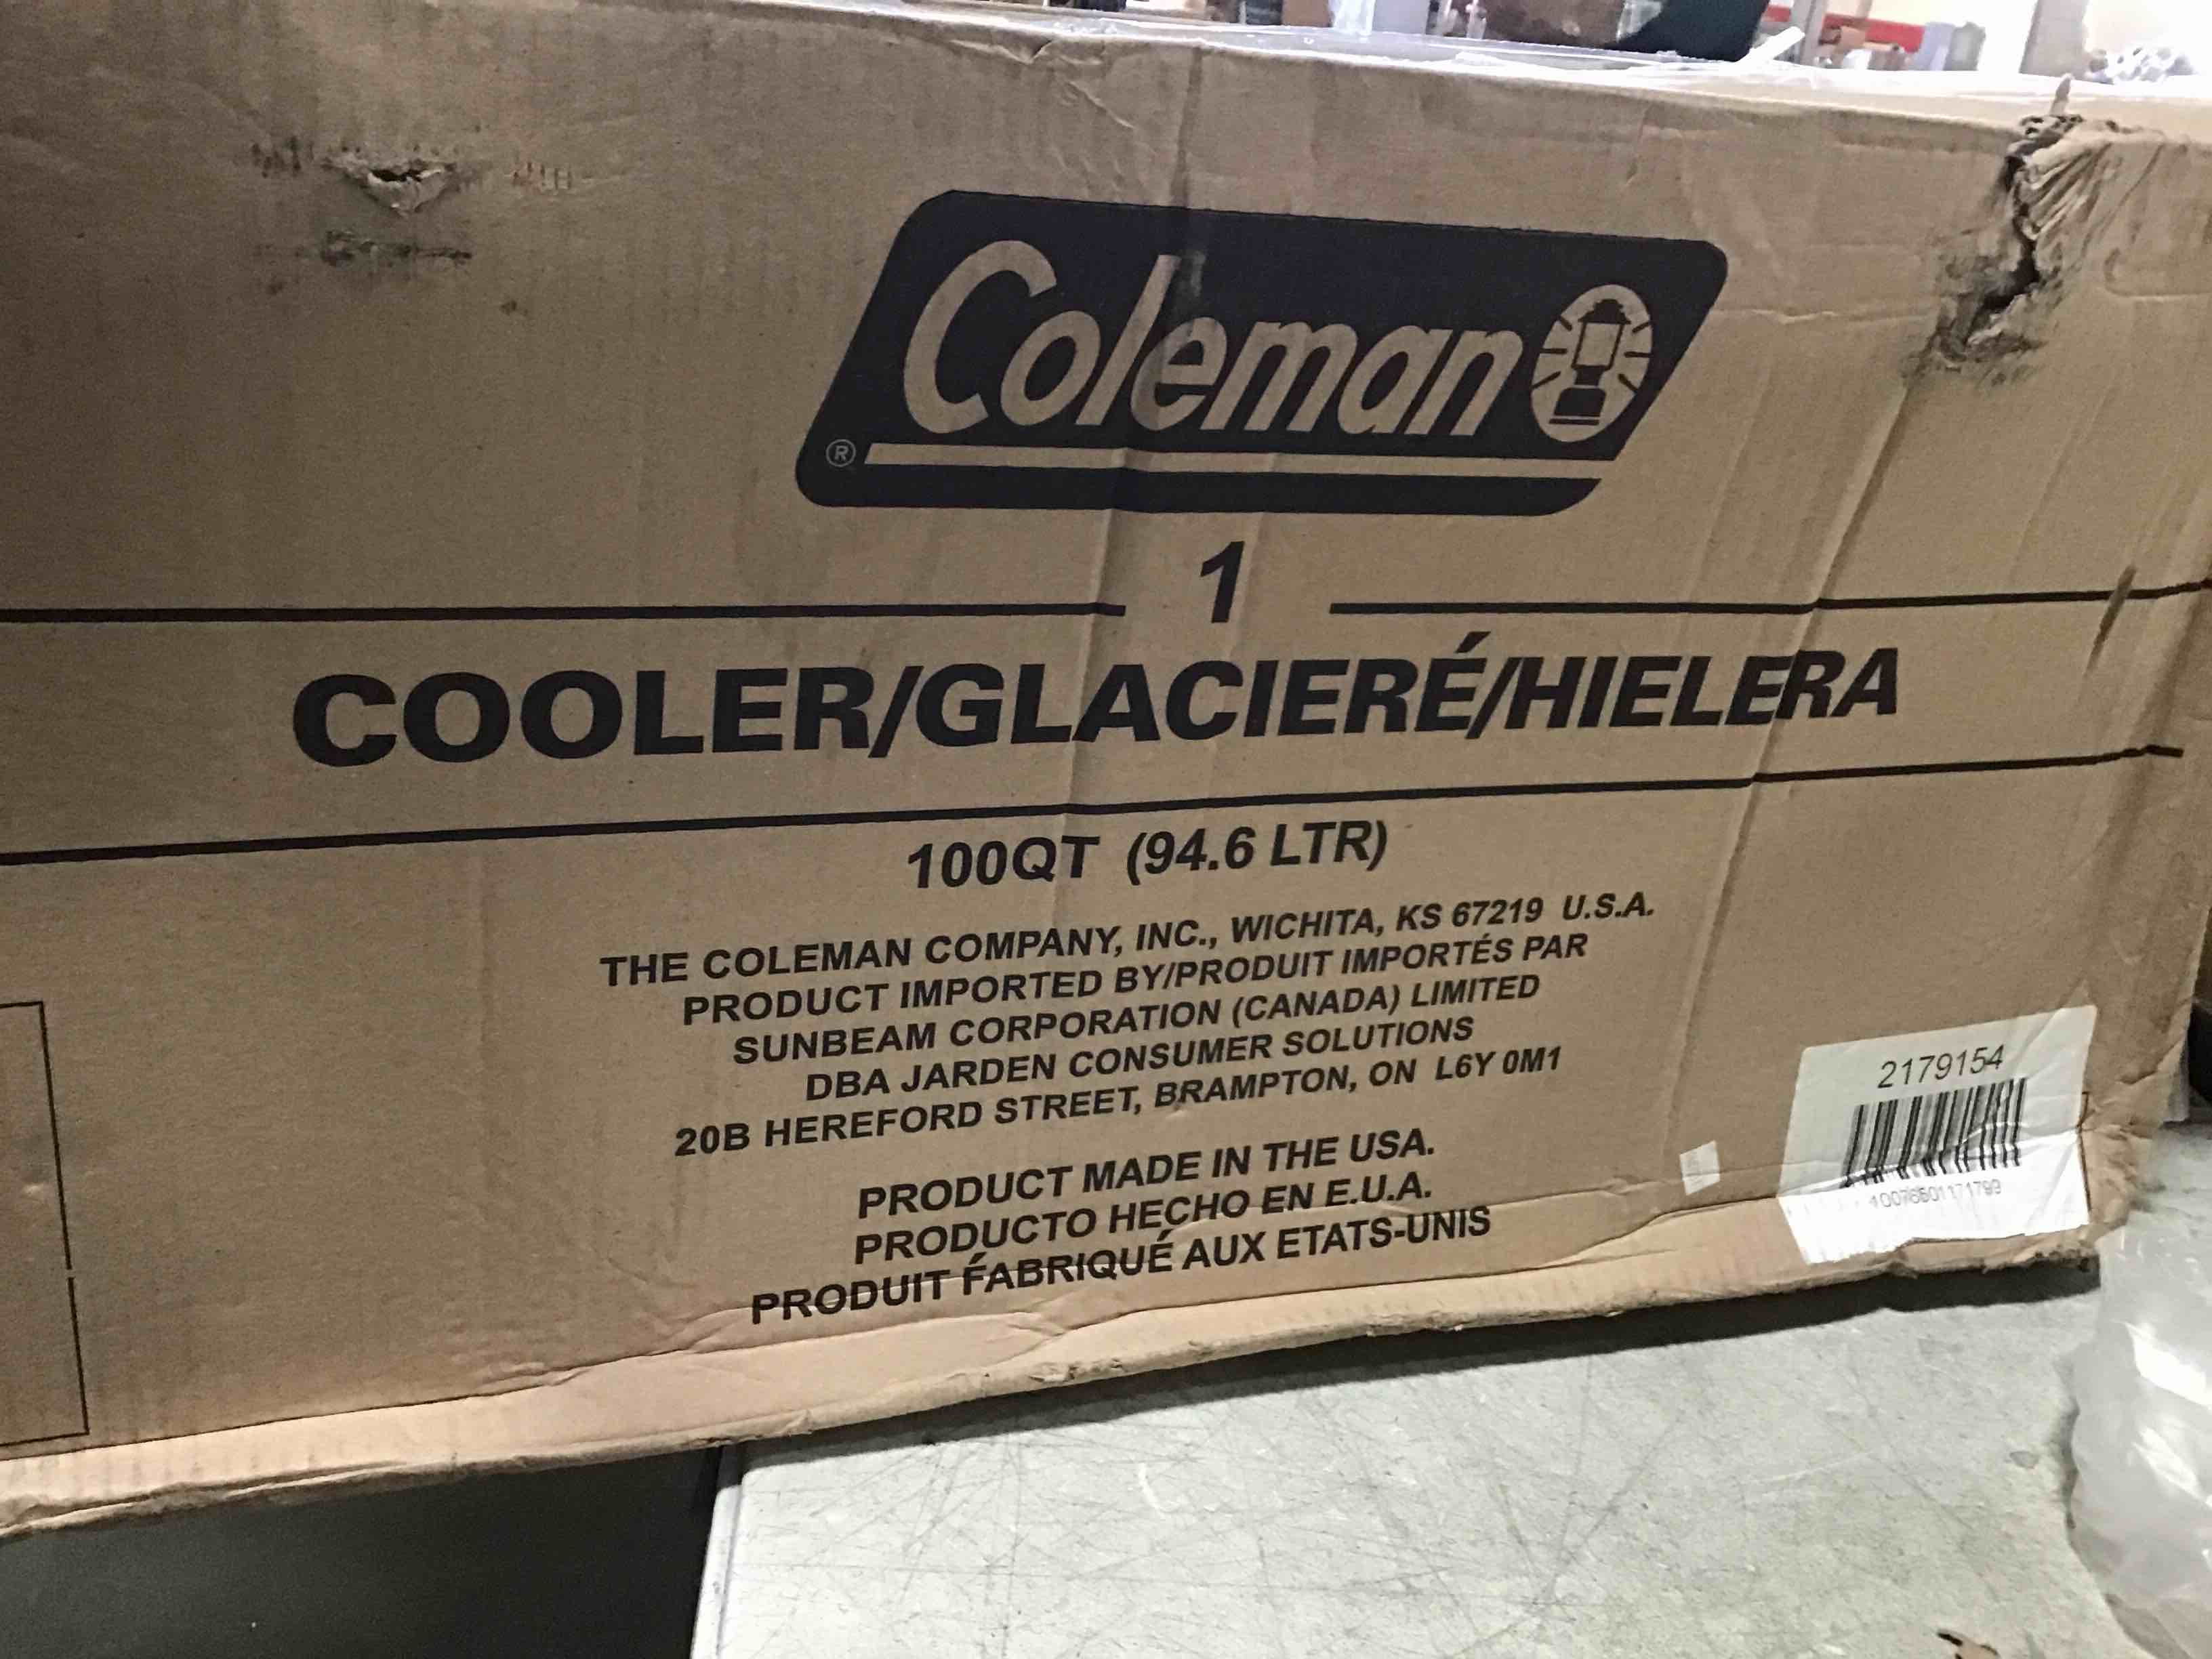 Coleman
®
1
COOLER/GLACIERÉ/HIELERA
100QT (94.6 LTR)
THE COLEMAN COMPANY, INC., WICHITA, KS 67219 U.S.A.
PRODUCT IMPORTED BY/PRODUIT IMPORTÉS PAR
SUNBEAM CORPORATION (CANADA) LIMITED
DBA JARDEN CONSUMER SOLUTIONS
20B HEREFORD STREET, BRAMPTON, ON L6Y 0M1
PRODUCT MADE IN THE USA.
PRODUCTO HECHO EN E.U.A.
PRODUIT FABRIQUÉ AUX ETATS-UNIS
2179154